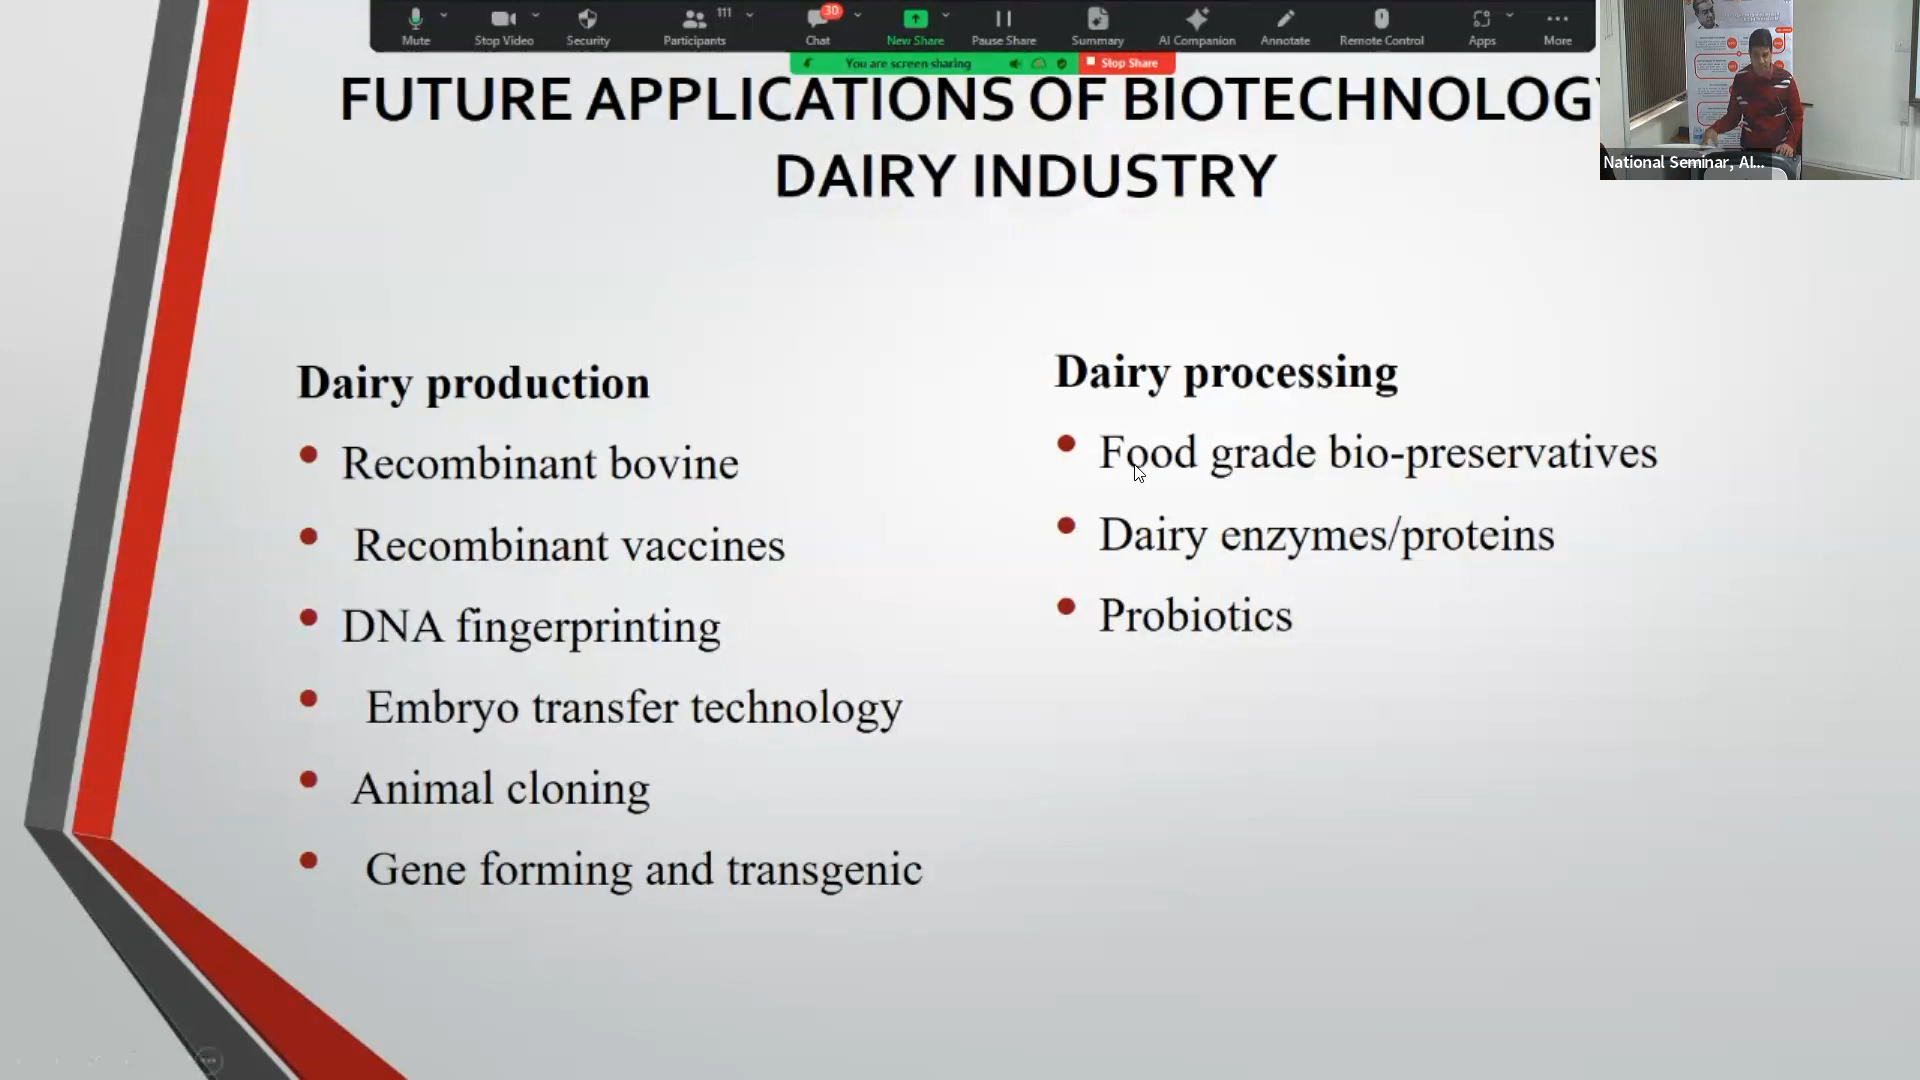 111
30
Mute
Stop Video
Security
Participants
Chat
New Share
Pause Share
Summary
AI Companion
Annotate
Remote Control
Apps
More
You are screen sharing
Stop Share
FUTURE APPLICATIONS OF BIOTECHNOLOGY
DAIRY INDUSTRY
National Seminar, AI...
Dairy production
• Recombinant bovine
• Recombinant vaccines
• DNA fingerprinting
• Embryo transfer technology
• Animal cloning
• Gene forming and transgenic
Dairy processing
• Food grade bio-preservatives
• Dairy enzymes/proteins
• Probiotics